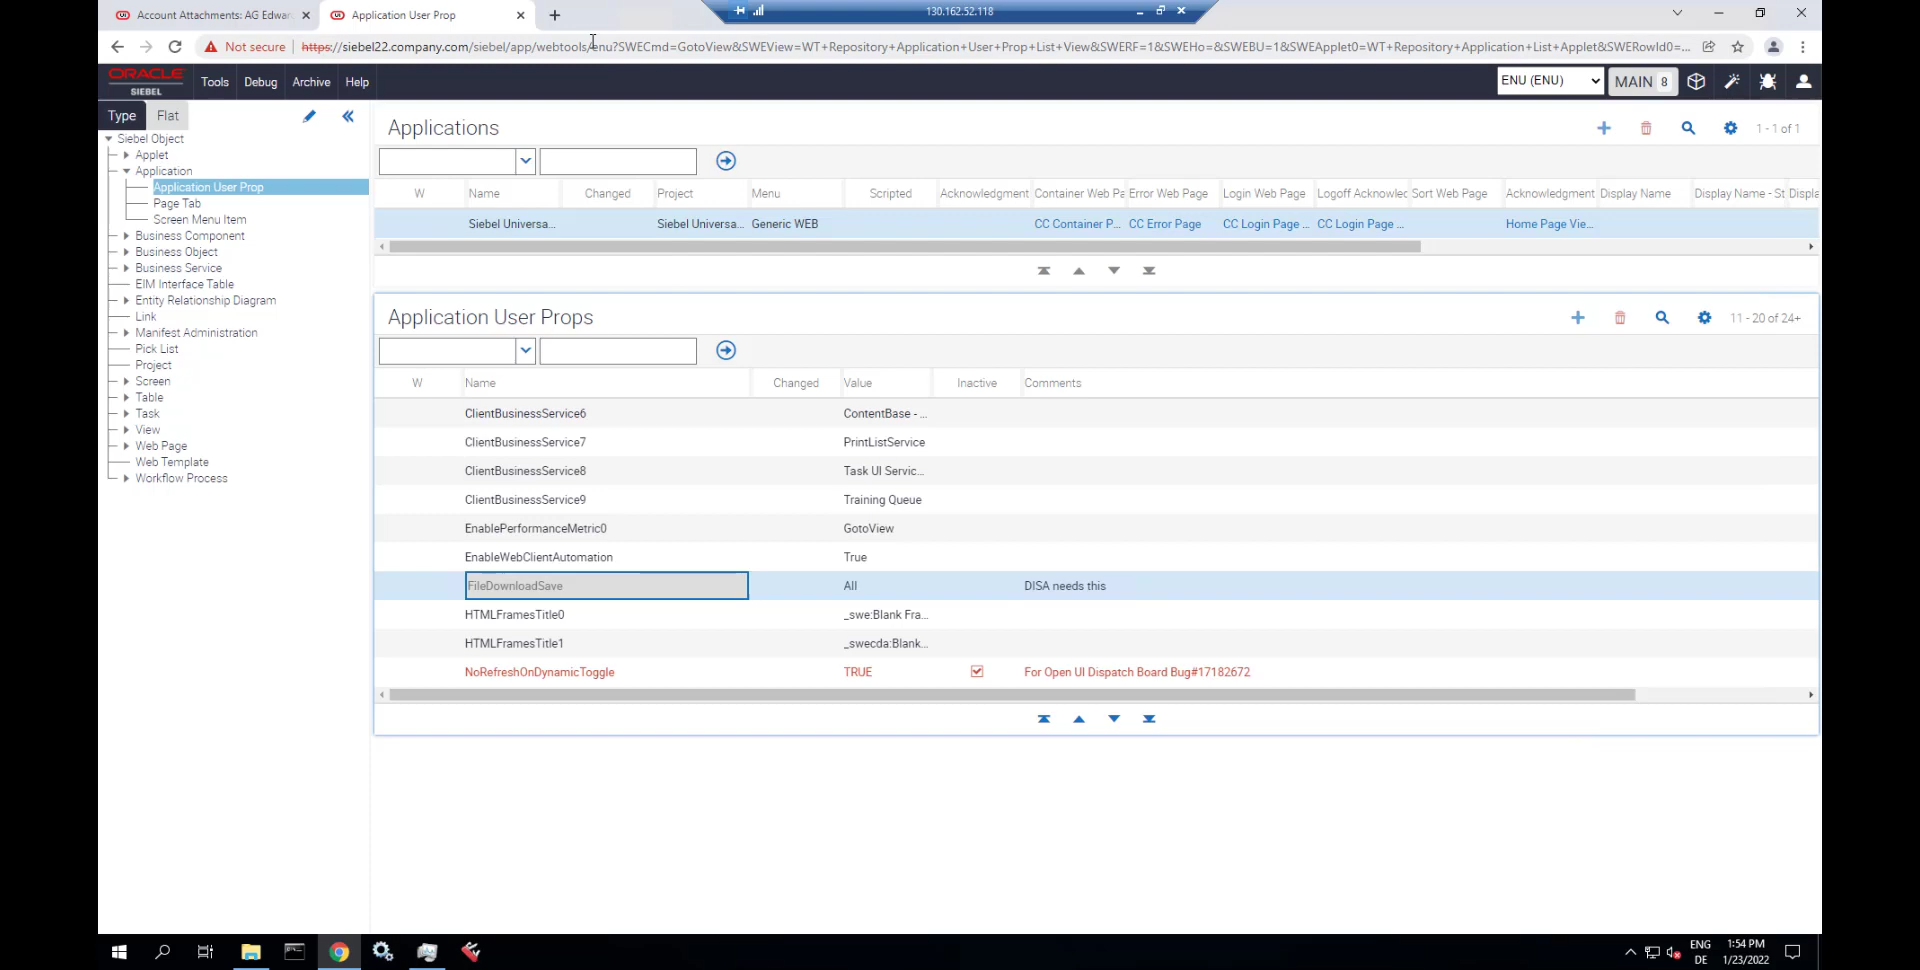 Account Attachments: AG Edwar
Application User Prop
130.162.52.118
Not secure
https://siebel22.company.com/siebel/app/webtools/enu?SWECmd=GotoView&SWEView=WT+Repository+Application+User+Prop+List+View&SWERF=1&SWEHo=&SWEBU=1&SWEApplet0=WT+Repository+Application+List+Applet&SWERowId0=...
ORACLE
SIEBEL
Tools
Debug
Archive
Help
ENU (ENU)
MAIN 8
Type
Flat
Siebel Object
Applet
Application
Application User Prop
Page Tab
Screen Menu Item
Business Component
Business Object
Business Service
EIM Interface Table
Entity Relationship Diagram
Link
Manifest Administration
Pick List
Project
Screen
Table
Task
View
Web Page
Web Template
Workflow Process
Applications
1 - 1 of 1
W Name Changed Project Menu Scripted Acknowledgment Container Web Pa Error Web Page Login Web Page Logoff Acknowlec Sort Web Page Acknowledgment Display Name Display Name - St Displa
Siebel Universa... Siebel Universa... Generic WEB CC Container P... CC Error Page CC Login Page ... CC Login Page ... Home Page Vie...
Application User Props
11 - 20 of 24+
W Name Changed Value Inactive Comments
ClientBusinessService6 ContentBase - ...
ClientBusinessService7 PrintListService
ClientBusinessService8 Task UI Servic...
ClientBusinessService9 Training Queue
EnablePerformanceMetric0 GotoView
EnableWebClientAutomation True
FileDownloadSave All DISA needs this
HTMLFramesTitle0 _swe:Blank Fra...
HTMLFramesTitle1 _swecda:Blank...
NoRefreshOnDynamicToggle TRUE For Open UI Dispatch Board Bug#17182672
ENG
DE
1:54 PM
1/23/2022